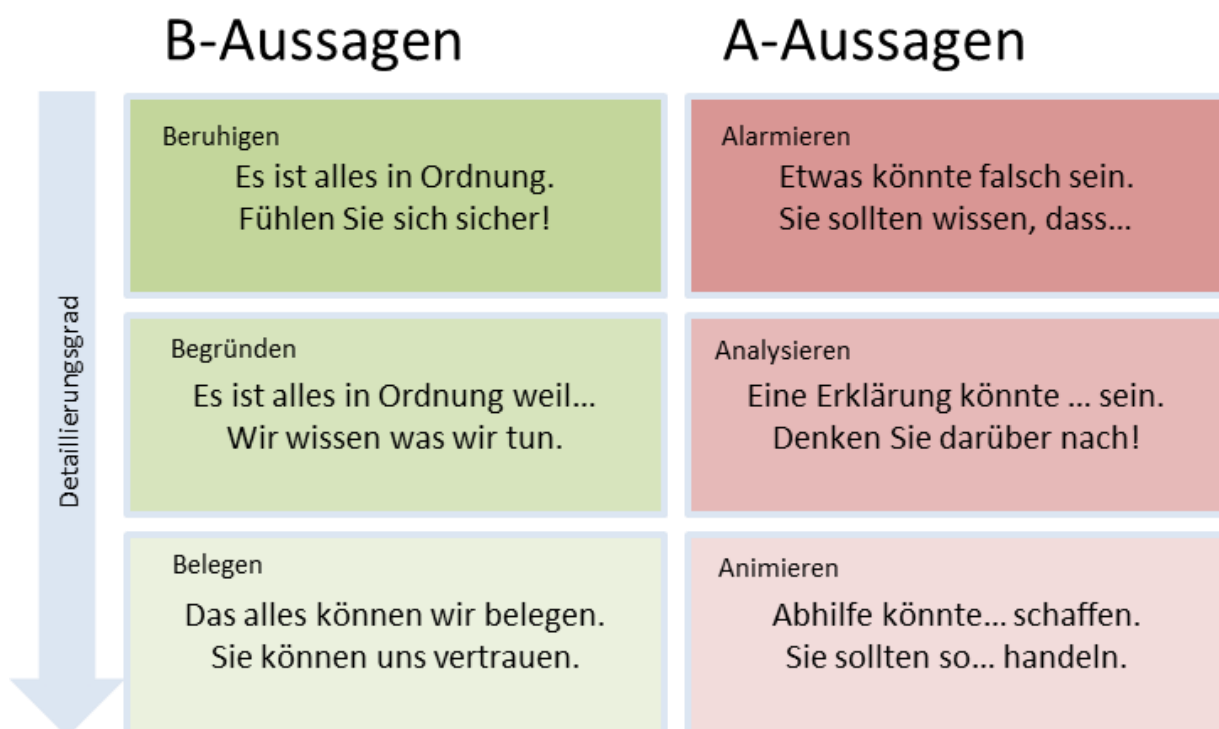 B-Aussagen
A-Aussagen
Detaillierungsgrad
Beruhigen
Es ist alles in Ordnung.
Fühlen Sie sich sicher!
Alarmieren
Etwas könnte falsch sein.
Sie sollten wissen, dass...
Begründen
Es ist alles in Ordnung weil...
Wir wissen was wir tun.
Analysieren
Eine Erklärung könnte ... sein.
Denken Sie darüber nach!
Belegen
Das alles können wir belegen.
Sie können uns vertrauen.
Animieren
Abhilfe könnte... schaffen.
Sie sollten so... handeln.